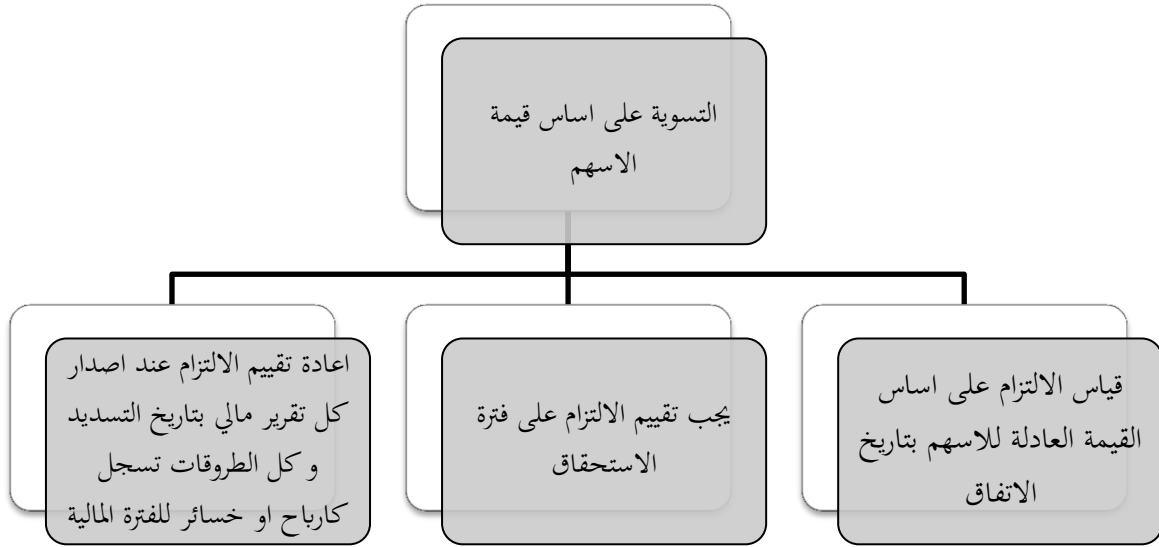 التسوية على اساس قيمة
الاسهم
قياس الالتزام على اساس
القيمة العادلة للاسهم بتاريخ
الاتفاق
يجب تقييم الالتزام على فترة
الاستحقاق
اعادة تقييم الالتزام عند اصدار
كل تقرير مالي بتاريخ التسديد
و كل الطروقات تسجل
كارباح او خسائر للفترة المالية